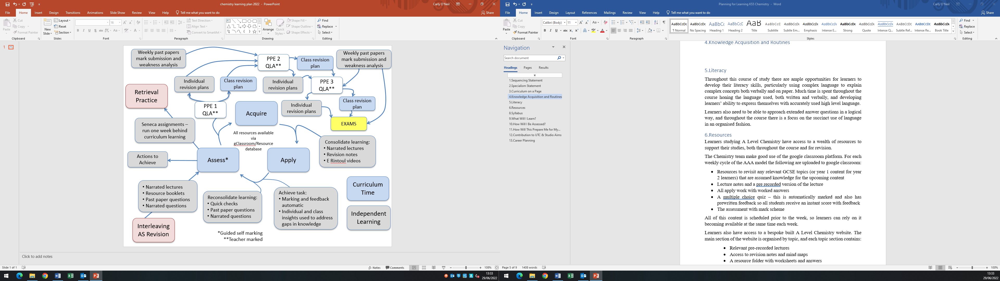 chemistry learning plan 2022 - PowerPoint
Carly O'Neil
File Home Insert Design Transitions Animations Slide Show Review View Help Tell me what you want to do
Share
Paste
Cut
Copy
Format Painter
Clipboard
New
Slide
Layout
Reset
Section
Slides
16
Font
Text Direction
Align Text
Convert to SmartArt
Paragraph
Arrange
Quick
Styles
Shape Fill
Shape Outline
Shape Effects
Drawing
Find
Replace
Select
Editing
1
Weekly past papers
mark submission and
weakness analysis
PPE 2
QLA**
Class revision
plan
Weekly past papers
mark submission and
weakness analysis
Individual
revision plans
Class revision
plan
Individual
revision plans
PPE 3
QLA**
Retrieval
Practice
PPE 1
QLA**
Acquire
Individual
revision plans
Class revision
plan
EXAMS
Seneca assignments –
run one week behind
curriculum learning
All resources available
via
gClassroom/Resource
database
Consolidate learning:
• Narrated lectures
• Revision notes
• E Rintoul videos
Actions to
Achieve
Assess*
Apply
• Narrated lectures
• Resource booklets
• Past paper questions
• Narrated questions
Reconsolidate learning:
• Quick checks
• Past paper questions
• Narrated questions
Achieve task:
• Marking and feedback
automatic
• Individual and class
insights used to address
gaps in knowledge
Curriculum
Time
Independent
Learning
Interleaving
AS Revision
*Guided self marking
**Teacher marked
Click to add notes
Slide 1 of 1
Notes
Comments
108%
13:33
29/06/2022
Planning for Learning KS5 Chemistry - Word
Carly O'Neil
File Home Insert Design Layout References Mailings Review View Help Tell me what you want to do
Share
Paste
Cut
Copy
Format Painter
Clipboard
Calibri (Body) 11
Font
Paragraph
AaBbCcDc AaBbCcDc AaBbCc AaBbCcE AaB AaBbCcC AaBbCcDc AaBbCcDc AaBbCcDc AaBbCcDc AaBbCcDc AaBbCcDc AABBCCDC AABBCCDC AaBbCcDc
¶ Normal No Spacing Heading 1 Heading 2 Title Subtitle Subtle Em... Emphasis Intense E... Strong Quote Intense Q... Subtle Ref... Intense Re... Book Title
Styles
Find
Replace
Select
Editing
Navigation
Search document
Headings Pages Results
1.Sequencing Statement
2.Specialism Statement
3.Curriculum on a Page
4.Knowledge Acquisition and Routines
5.Literacy
6.Resources
8.Syllabus
9.What Will I Learn?
10.How Will I Be Assessed?
11.How Will This Prepare Me for My...
12.Contribution to UTC & Studio Aims
13.Career Planning
4.Knowledge Acquisition and Routines
5.Literacy
Throughout this course of study there are ample opportunities for learners to
develop their literacy skills, particularly using complex language to explain
complex concepts both verbally and on paper. Much time is spent throughout the
course honing the language used, both written and verbally, and developing
learners’ ability to express themselves with accurately used high level language.
Learners also need to be able to approach extended answer questions in a logical
way, and throughout the course there is a focus on the succinct use of language
in an organised fashion.
6.Resources
Learners studying A Level Chemistry have access to a wealth of resources to
support their studies, both throughout the course and for revision.
The Chemistry team make good use of the google classroom platform. For each
weekly cycle of the AAA model the following are uploaded to google classroom:
• Resources to revisit any relevant GCSE topics (or year 1 content for year
2 learners) that are assumed knowledge for the upcoming content
• Lecture notes and a pre recorded version of the lecture
• All apply work with worked answers
• A multiple choice quiz – this is automatically marked and also has
prewritten feedback so all students receive an instant score with feedback
• The assessment with mark scheme
All of this content is scheduled prior to the week, so learners can rely on it
becoming available at the same time each week.
Learners also have access to a bespoke built A Level Chemistry website. The
main section of the website is organised by topic, and each topic section contains:
• Relevant pre-recorded lectures
• Access to revision notes and mind maps
• A resource folder with worksheets and answers
Page 5 of 9
1408 words
100%
13:33
29/06/2022